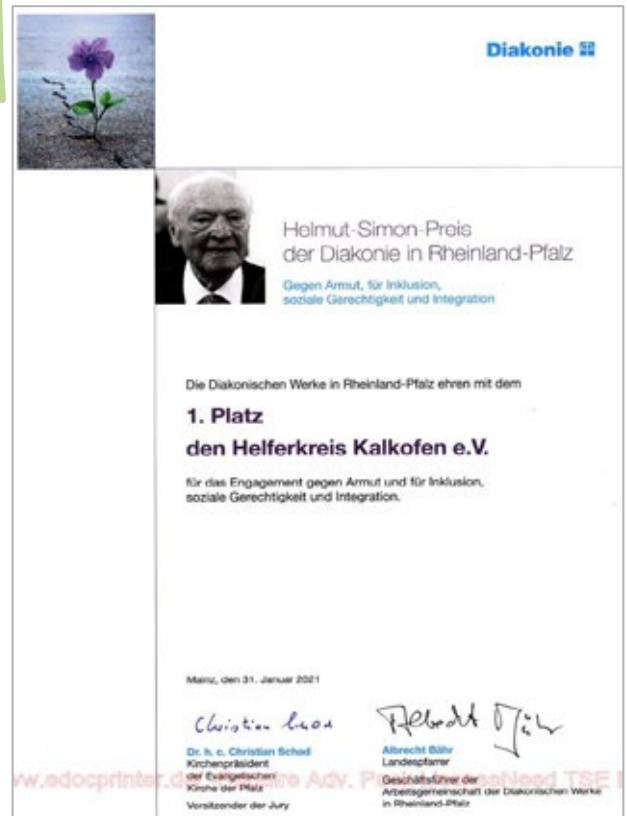 Diakonie
Helmut-Simon-Preis
der Diakonie in Rheinland-Pfalz
Gegen Armut, für Inklusion,
soziale Gerechtigkeit und Integration
Die Diakonischen Werke in Rheinland-Pfalz ehren mit dem
1. Platz
den Helferkreis Kalkofen e.V.
für das Engagement gegen Armut und für Inklusion,
soziale Gerechtigkeit und Integration.
Mainz, den 31. Januar 2021
Dr. h. c. Christian Schad
Kirchenpräsident
der Evangelischen
Kirche der Pfalz
Vorsitzender der Jury
Albrecht Bähr
Landespfarrer
Geschäftsführer der
Arbeitsgemeinschaft der Diakonischen Werke
in Rheinland-Pfalz